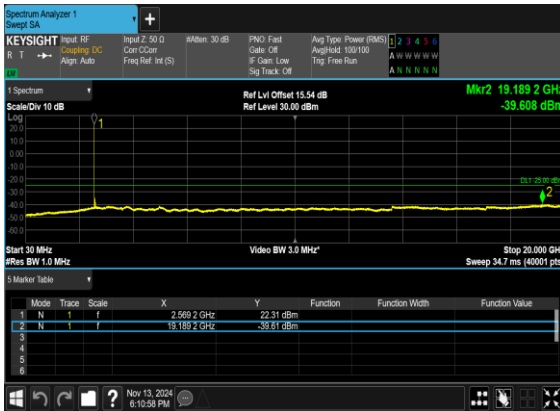 Spectrum Analyzer 1
Swept SA
+
KEYSIGHT
R T
Input: RF
Coupling: DC
Align: Auto
Input Z: 50 Ω
Corr CCorr
Freq Ref: Int (S)
#Atten: 30 dB
PNO: Fast
Gate: Off
IF Gain: Low
Sig Track: Off
Avg Type: Power (RMS)
Avg|Hold: 100/100
Trig: Free Run
1 2 3 4 5 6
A W W W W W
A N N N N N
1 Spectrum
Scale/Div 10 dB
Ref Lvl Offset 15.54 dB
Ref Level 30.00 dBm
Mkr2 19.189 2 GHz
-39.608 dBm
Log
20.0
10.0
0.00
-10.0
-20.0
-30.0
-40.0
-50.0
-60.0
1
DL1 -25.00 dBm
2
Start 30 MHz
#Res BW 1.0 MHz
Video BW 3.0 MHz*
Stop 20.000 GHz
Sweep 34.7 ms (40001 pts)
5 Marker Table
Mode Trace Scale X Y Function Function Width Function Value
1 N 1 f 2.569 2 GHz 22.31 dBm
2 N 1 f 19.189 2 GHz -39.61 dBm
3
4
5
6
?
Nov 13, 2024
6:10:58 PM